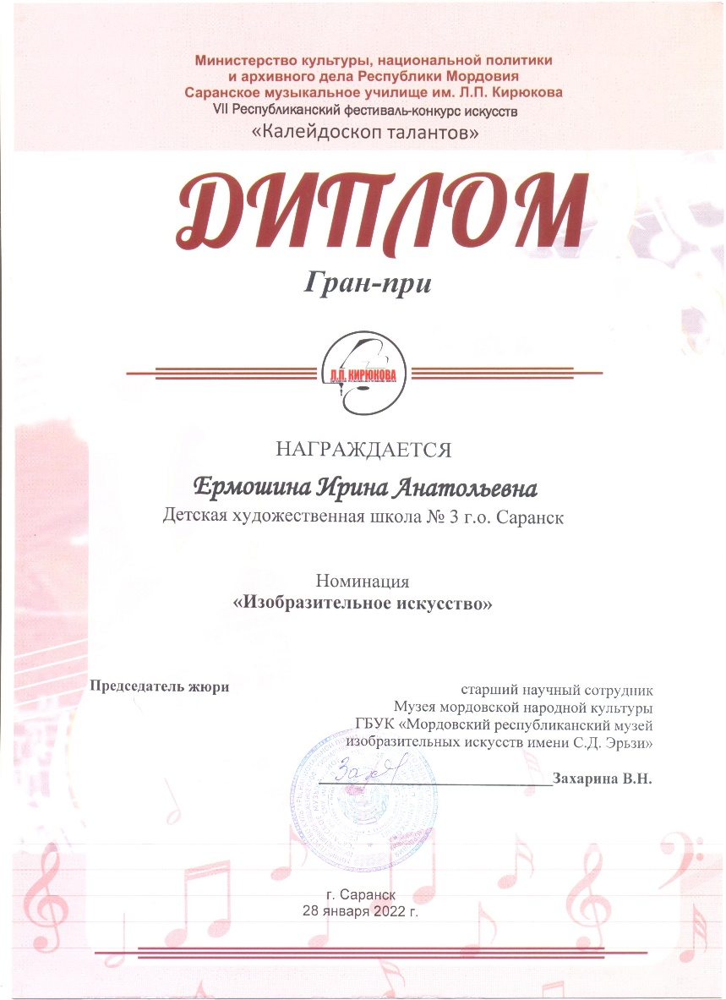 Министерство культуры, национальной политики
и архивного дела Республики Мордовия
Саранское музыкальное училище им. Л.П. Кирюкова
VII Республиканский фестиваль-конкурс искусств
«Калейдоскоп талантов»
ДИПЛОМ
Гран-при
Л.П. КИРЮКОВА
НАГРАЖДАЕТСЯ
Ермошина Ирина Анатольевна
Детская художественная школа № 3 г.о. Саранск
Номинация
«Изобразительное искусство»
Председатель жюри
старший научный сотрудник
Музея мордовской народной культуры
ГБУК «Мордовский республиканский музей
изобразительных искусств имени С.Д. Эрьзи»
Захарина В.Н.
г. Саранск
28 января 2022 г.